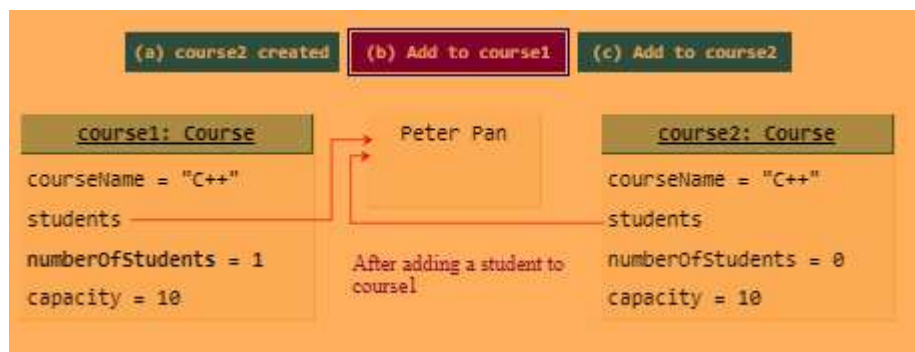 (a) course2 created
(b) Add to course1
(c) Add to course2
course1: Course
courseName = "C++"
students
numberOfStudents = 1
capacity = 10
Peter Pan
After adding a student to
course1
course2: Course
courseName = "C++"
students
numberOfStudents = 0
capacity = 10